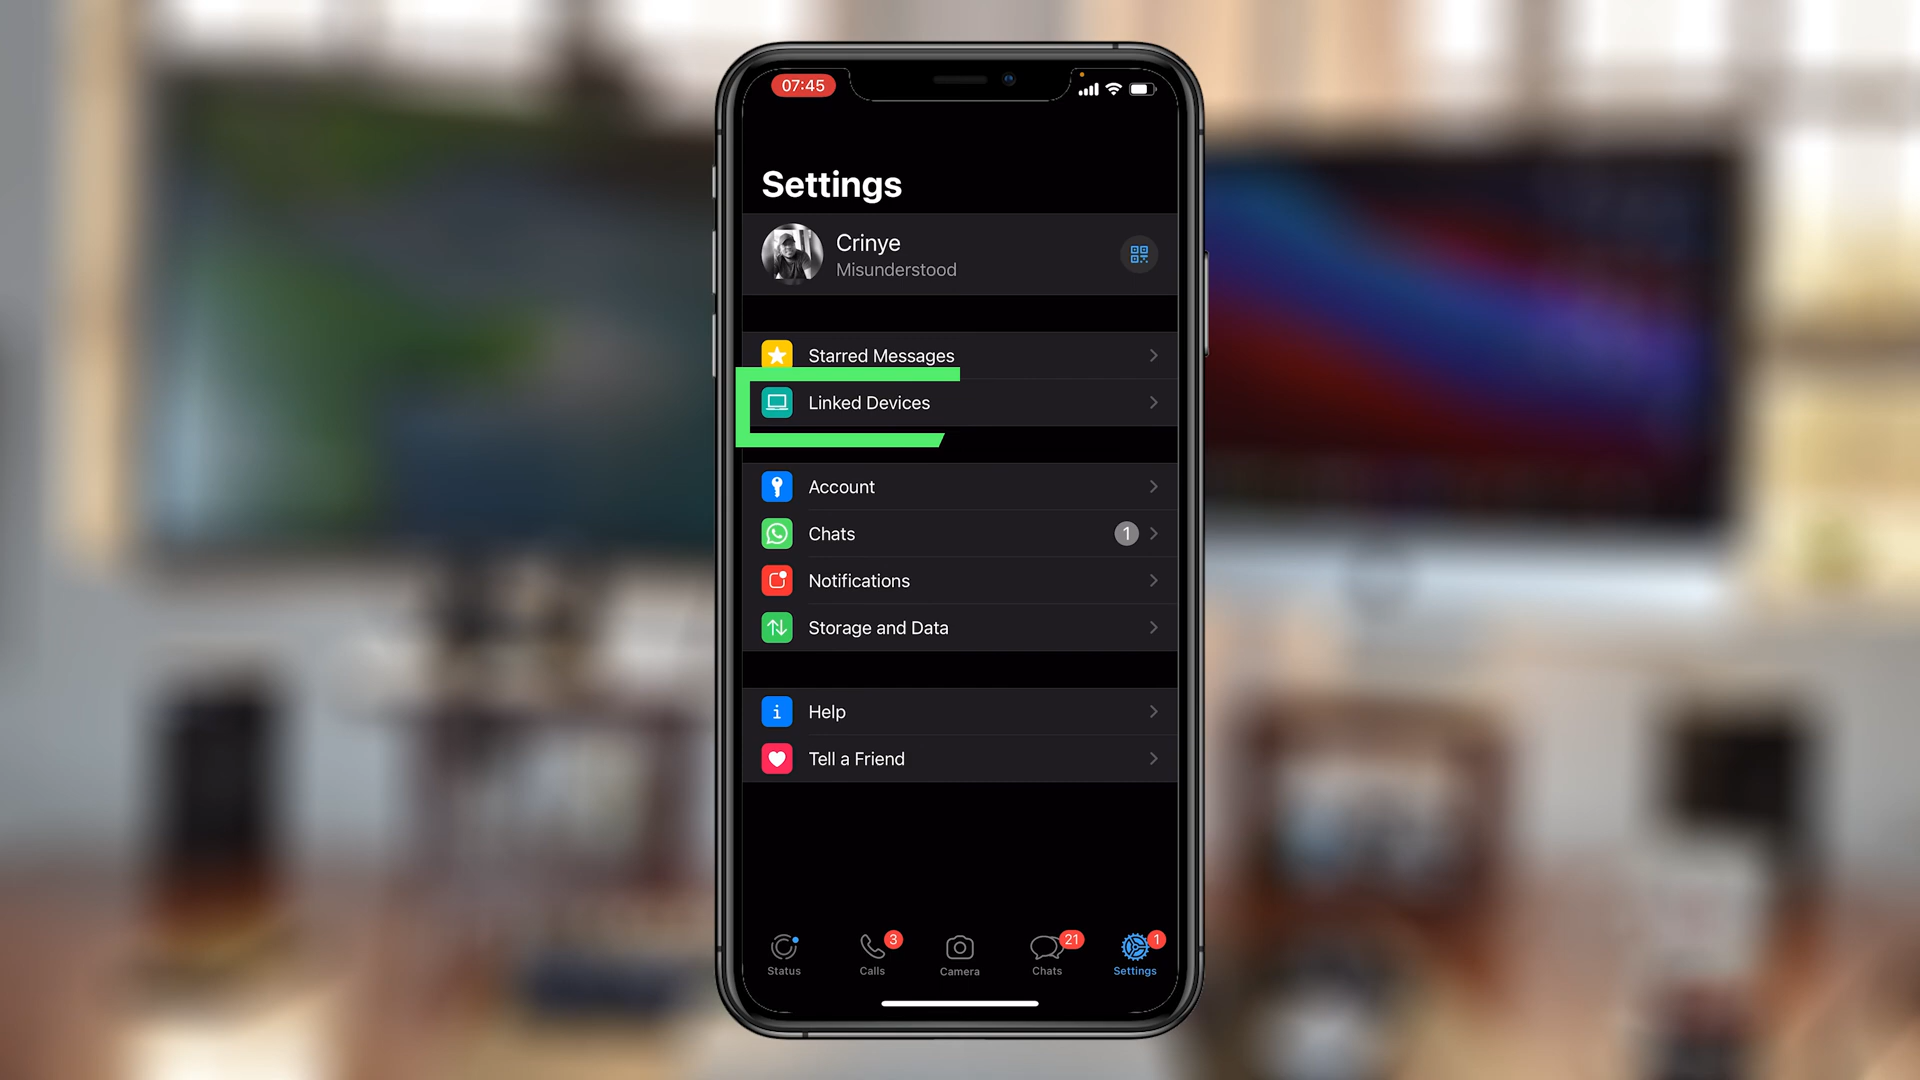 07:45
Settings
Crinye
Misunderstood
Starred Messages
Linked Devices
Account
Chats
1
Notifications
Storage and Data
i
Help
Tell a Friend
3
21
1
Status
Calls
Camera
Chats
Settings